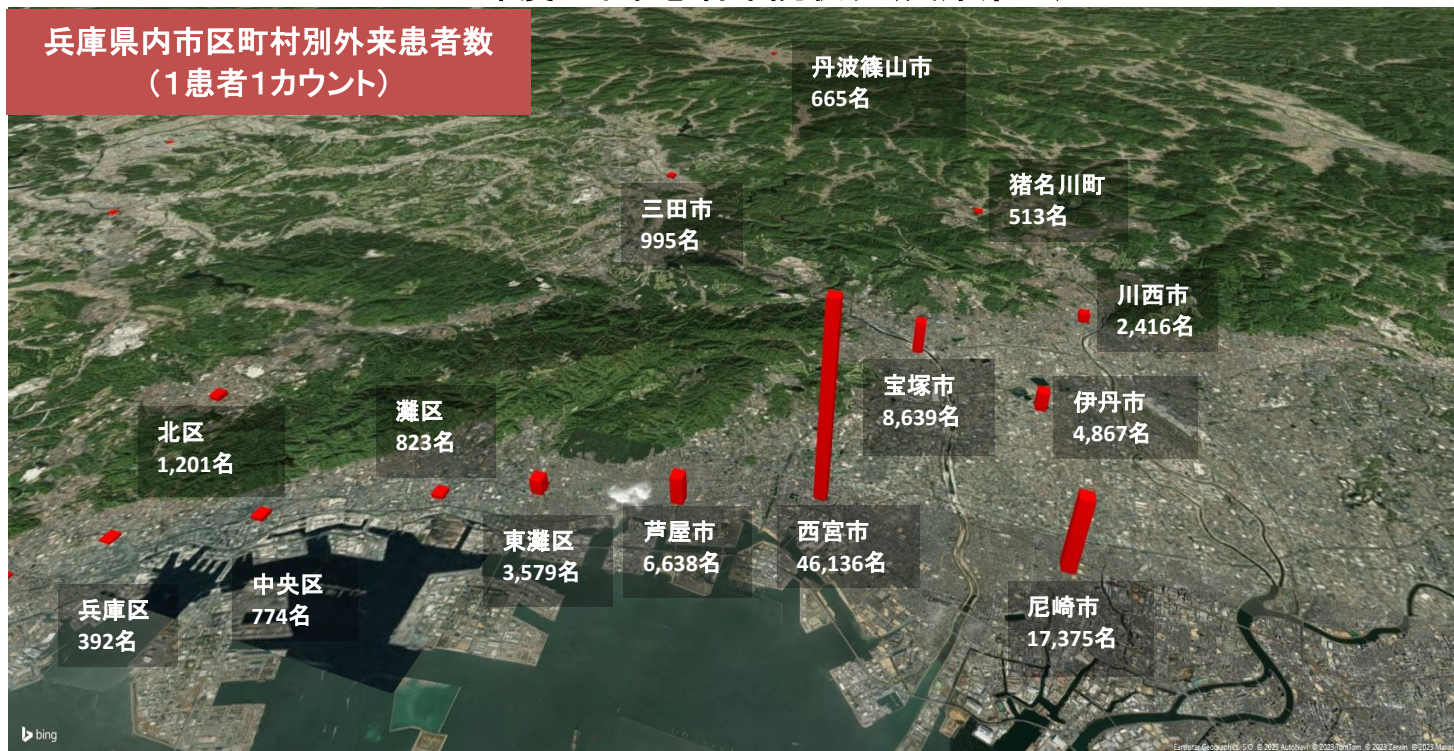 兵庫県内市区町村別外来患者数
(1患者1カウント)
丹波篠山市
665名
猪名川町
513名
三田市
995名
川西市
2,416名
宝塚市
8,639名
伊丹市
4,867名
灘区
823名
北区
1,201名
東灘区
3,579名
芦屋市
6,638名
西宮市
46,136名
中央区
774名
兵庫区
392名
尼崎市
17,375名
bing